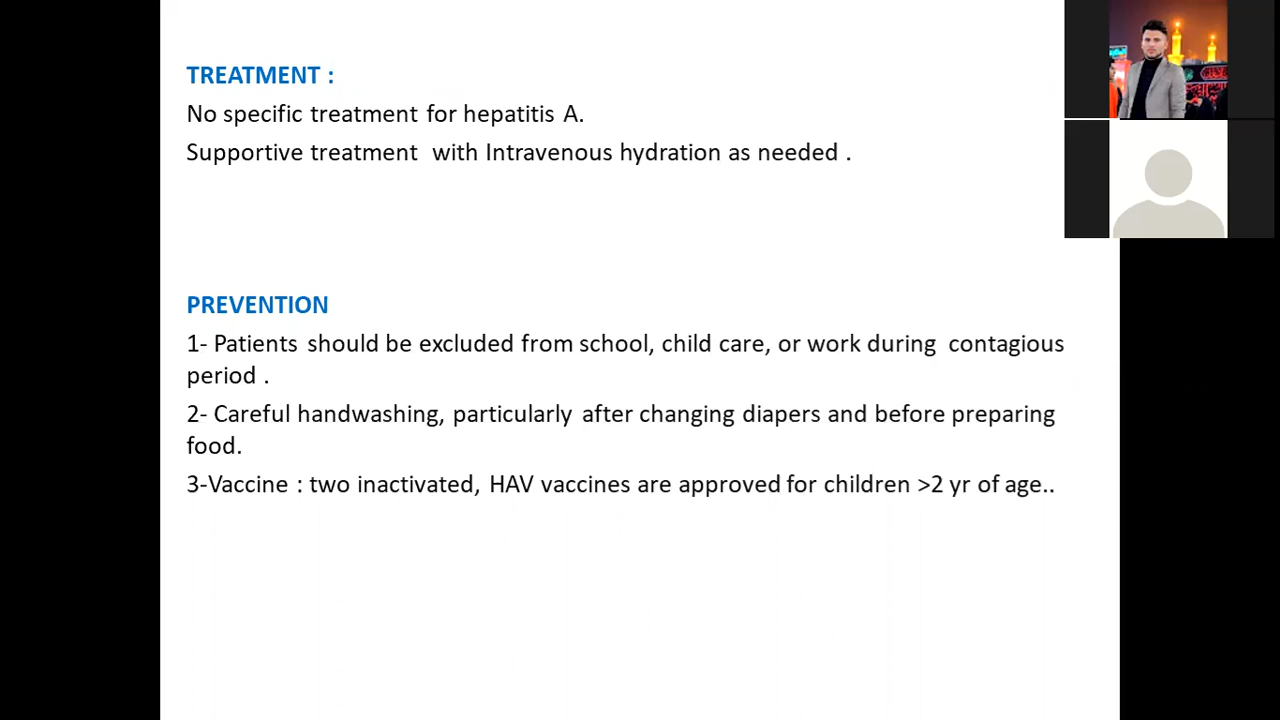 TREATMENT :
No specific treatment for hepatitis A.
Supportive treatment with Intravenous hydration as needed .
PREVENTION
1- Patients should be excluded from school, child care, or work during contagious
period .
2- Careful handwashing, particularly after changing diapers and before preparing
food.
3-Vaccine : two inactivated, HAV vaccines are approved for children >2 yr of age..